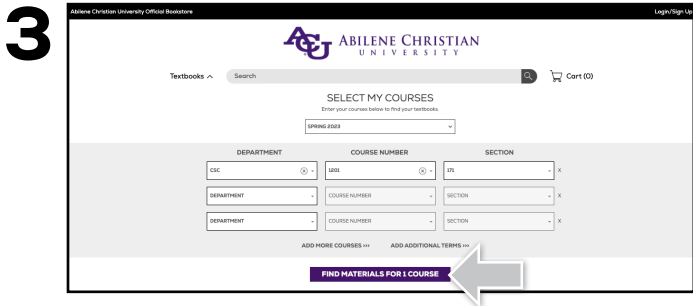 3
Abilene Christian University Official Bookstore Login/Sign Up
ACU ABILENE CHRISTIAN
UNIVERSITY
Textbooks Search Cart (0)
SELECT MY COURSES
Enter your courses below to find your textbooks.
SPRING 2023
DEPARTMENT COURSE NUMBER SECTION
CSC 1201 171 X
DEPARTMENT COURSE NUMBER SECTION X
DEPARTMENT COURSE NUMBER SECTION X
ADD MORE COURSES »» ADD ADDITIONAL TERMS »»
FIND MATERIALS FOR 1 COURSE